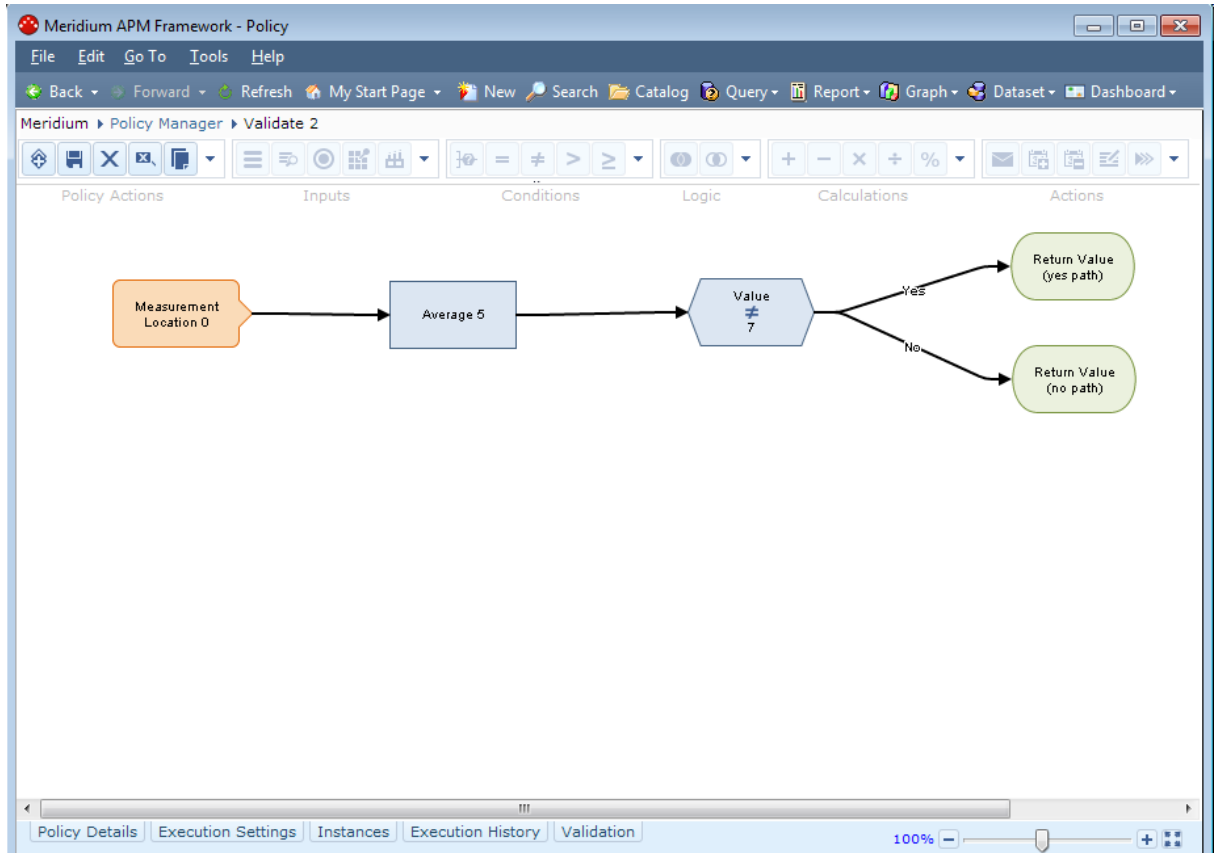 Meridium APM Framework - Policy
File Edit Go To Tools Help
Back Forward Refresh My Start Page New Search Catalog Query Report Graph Dataset Dashboard
Meridium Policy Manager Validate 2
= ≠ > ≥ + − × ÷ %
Policy Actions Inputs Conditions Logic Calculations Actions
Measurement
Location 0
Average 5
Value
≠
7
Yes
No
Return Value
(yes path)
Return Value
(no path)
Policy Details Execution Settings Instances Execution History Validation 100%